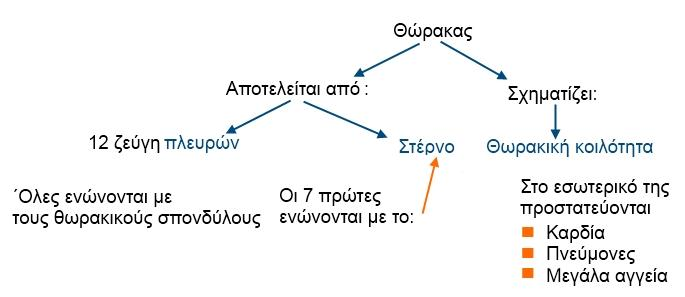 Θώρακας
Αποτελείται από :
Σχηματίζει:
12 ζεύγη πλευρών
Στέρνο
Θωρακική κοιλότητα
΄Ολες ενώνονται με
τους θωρακικούς σπονδύλους
Οι 7 πρώτες
ενώνονται με το:
Στο εσωτερικό της
προστατεύονται
Καρδία
Πνεύμονες
Μεγάλα αγγεία